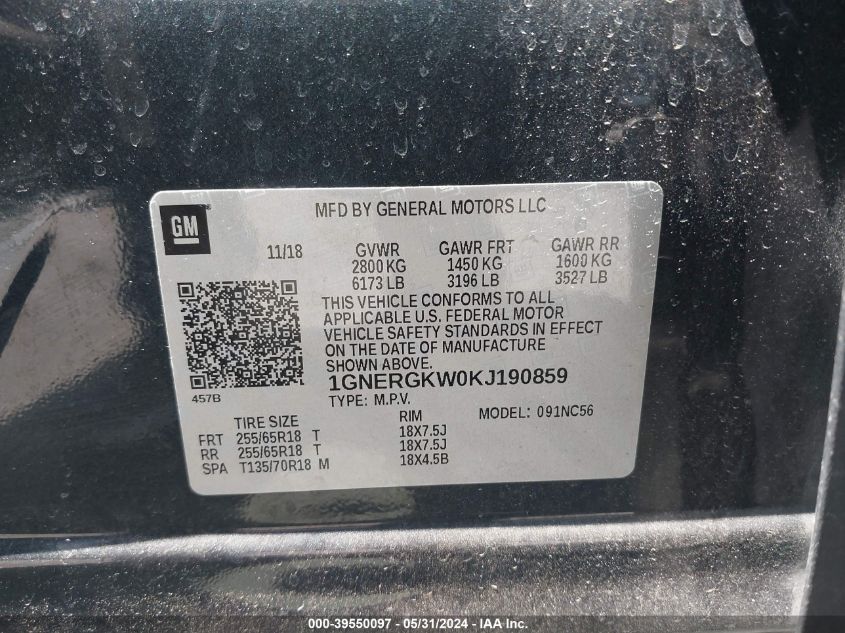 GM
MFD BY GENERAL MOTORS LLC
11/18 GVWR GAWR FRT GAWR RR
2800 KG 1450 KG 1600 KG
6173 LB 3196 LB 3527 LB
THIS VEHICLE CONFORMS TO ALL
APPLICABLE U.S. FEDERAL MOTOR
VEHICLE SAFETY STANDARDS IN EFFECT
ON THE DATE OF MANUFACTURE
SHOWN ABOVE.
457B
1GNERGKW0KJ190859
TYPE: M.P.V. MODEL: 091NC56
TIRE SIZE RIM
FRT 255/65R18 T 18X7.5J
RR 255/65R18 T 18X7.5J
SPA T135/70R18 M 18X4.5B
000-39550097 - 05/31/2024 - © IAA, Inc.